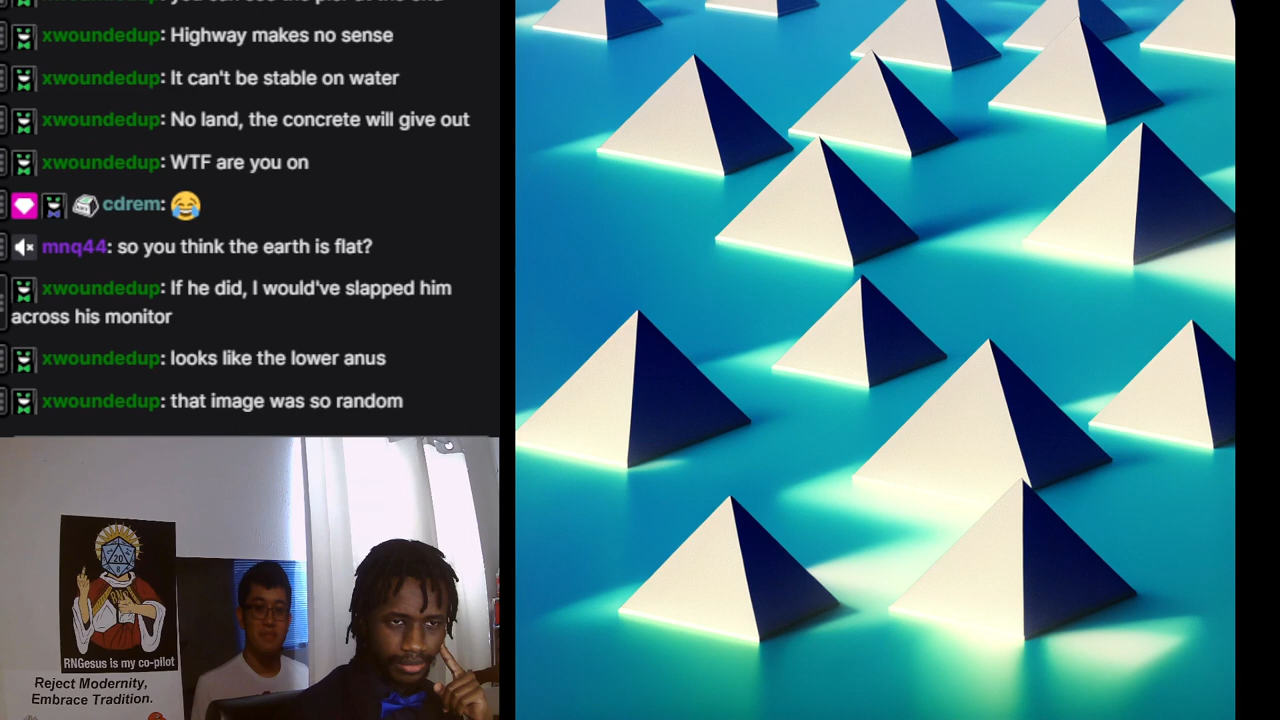 xwoundedup: Highway makes no sense
xwoundedup: It can't be stable on water
xwoundedup: No land, the concrete will give out
xwoundedup: WTF are you on
cdrem: 😂
mnq44: so you think the earth is flat?
xwoundedup: If he did, I would've slapped him
across his monitor
xwoundedup: looks like the lower anus
xwoundedup: that image was so random
20
8
RNGesus is my co-pilot
Reject Modernity,
Embrace Tradition.